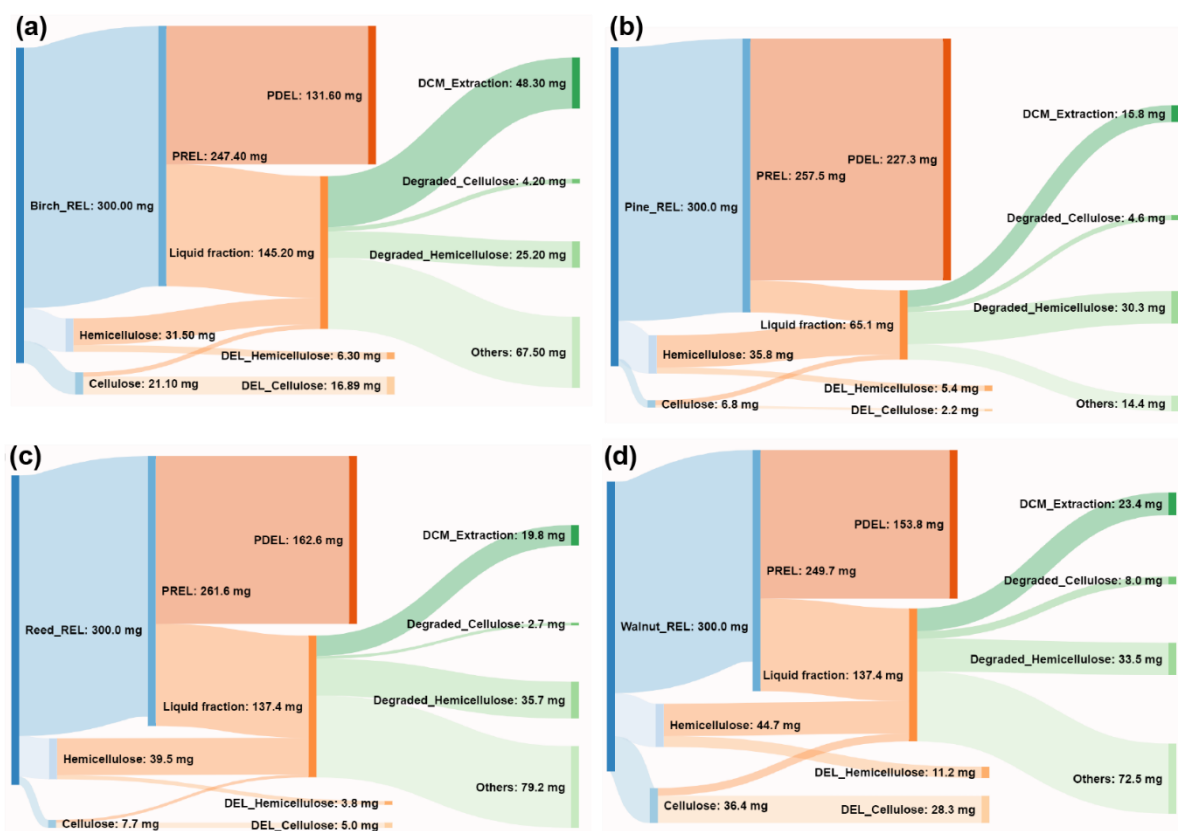 (a)
DCM_Extraction: 48.30 mg
PDEL: 131.60 mg
PREL: 247.40 mg
Degraded_Cellulose: 4.20 mg
Birch_REL: 300.00 mg
Liquid fraction: 145.20 mg
Degraded_Hemicellulose: 25.20 mg
Hemicellulose: 31.50 mg
Others: 67.50 mg
DEL_Hemicellulose: 6.30 mg
Cellulose: 21.10 mg
DEL_Cellulose: 16.89 mg
(b)
DCM_Extraction: 15.8 mg
PDEL: 227.3 mg
PREL: 257.5 mg
Pine_REL: 300.0 mg
Degraded_Cellulose: 4.6 mg
Degraded_Hemicellulose: 30.3 mg
Liquid fraction: 65.1 mg
Hemicellulose: 35.8 mg
DEL_Hemicellulose: 5.4 mg
Others: 14.4 mg
Cellulose: 6.8 mg
DEL_Cellulose: 2.2 mg
(c)
DCM_Extraction: 19.8 mg
PDEL: 162.6 mg
PREL: 261.6 mg
Degraded_Cellulose: 2.7 mg
Reed_REL: 300.0 mg
Degraded_Hemicellulose: 35.7 mg
Liquid fraction: 137.4 mg
Hemicellulose: 39.5 mg
Others: 79.2 mg
DEL_Hemicellulose: 3.8 mg
Cellulose: 7.7 mg
DEL_Cellulose: 5.0 mg
(d)
DCM_Extraction: 23.4 mg
PDEL: 153.8 mg
PREL: 249.7 mg
Degraded_Cellulose: 8.0 mg
Walnut_REL: 300.0 mg
Degraded_Hemicellulose: 33.5 mg
Liquid fraction: 137.4 mg
Hemicellulose: 44.7 mg
DEL_Hemicellulose: 11.2 mg
Others: 72.5 mg
Cellulose: 36.4 mg
DEL_Cellulose: 28.3 mg